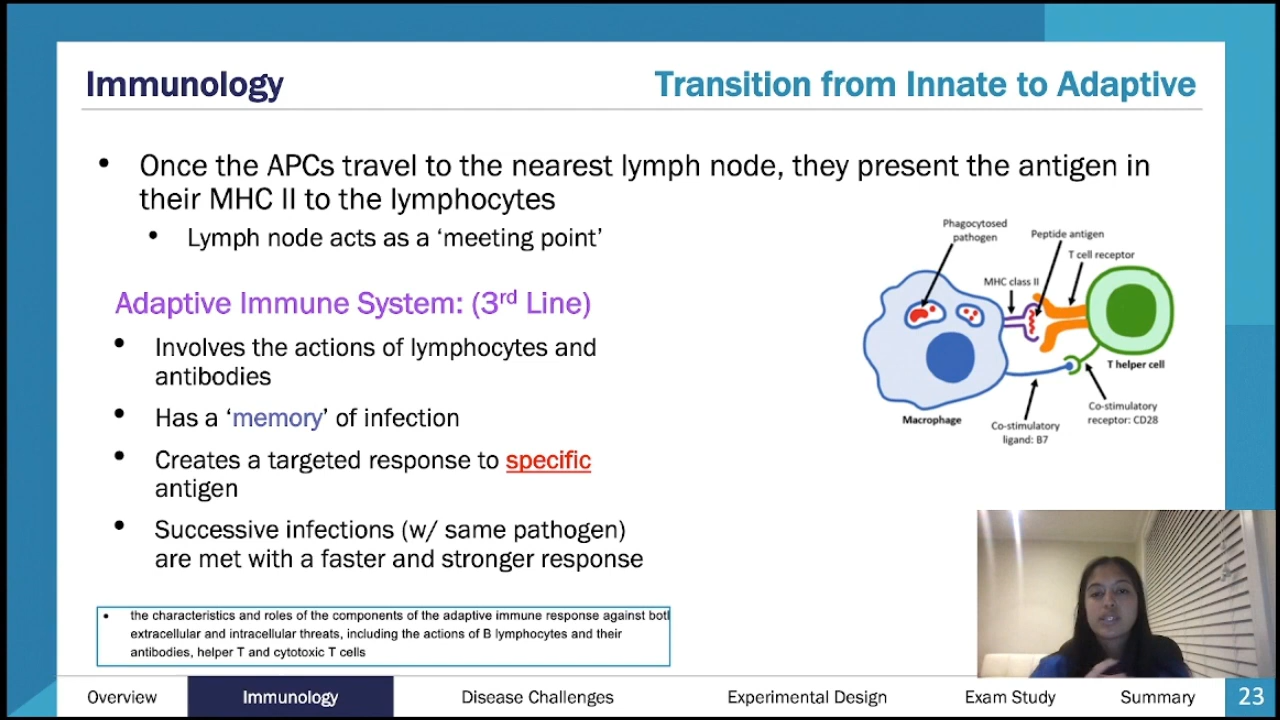 Immunology
Transition from Innate to Adaptive
• Once the APCs travel to the nearest lymph node, they present the antigen in
their MHC II to the lymphocytes
• Lymph node acts as a ‘meeting point’
Phagocytosed
pathogen
Peptide antigen
T cell receptor
MHC class II
T helper cell
Macrophage
Co-stimulatory
ligand: B7
Co-stimulatory
receptor: CD28
Adaptive Immune System: (3rd Line)
• Involves the actions of lymphocytes and
antibodies
• Has a ‘memory’ of infection
• Creates a targeted response to specific
antigen
• Successive infections (w/ same pathogen)
are met with a faster and stronger response
• the characteristics and roles of the components of the adaptive immune response against both
extracellular and intracellular threats, including the actions of B lymphocytes and their
antibodies, helper T and cytotoxic T cells
Overview
Immunology
Disease Challenges
Experimental Design
Exam Study
Summary
23